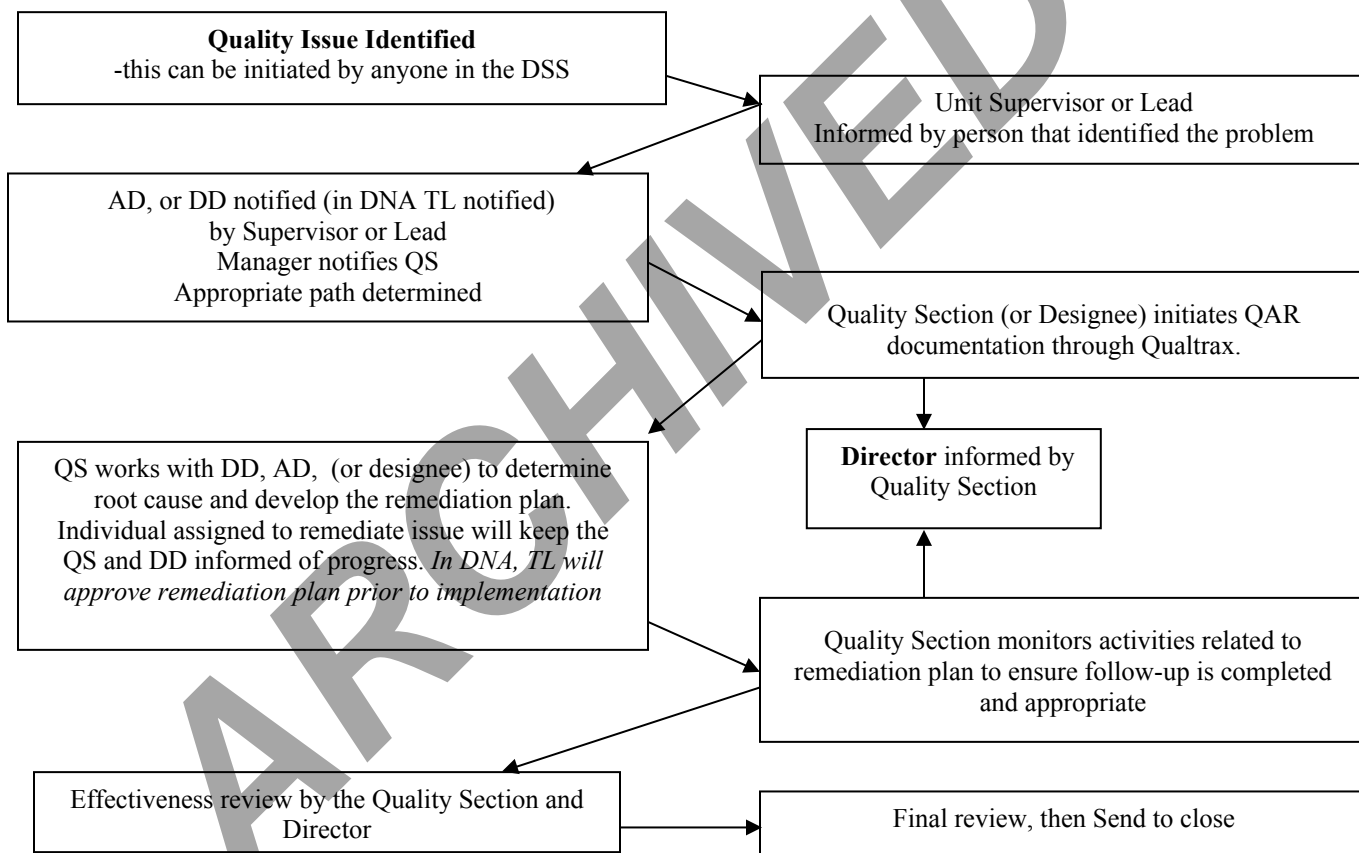 Quality Issue Identified
-this can be initiated by anyone in the DSS
Unit Supervisor or Lead
Informed by person that identified the problem
AD, or DD notified (in DNA TL notified)
by Supervisor or Lead
Manager notifies QS
Appropriate path determined
Quality Section (or Designee) initiates QAR
documentation through Qualtrax.
Director informed by
Quality Section
QS works with DD, AD, (or designee) to determine
root cause and develop the remediation plan.
Individual assigned to remediate issue will keep the
QS and DD informed of progress. In DNA, TL will
approve remediation plan prior to implementation
Quality Section monitors activities related to
remediation plan to ensure follow-up is completed
and appropriate
Effectiveness review by the Quality Section and
Director
Final review, then Send to close
ARCHIVED